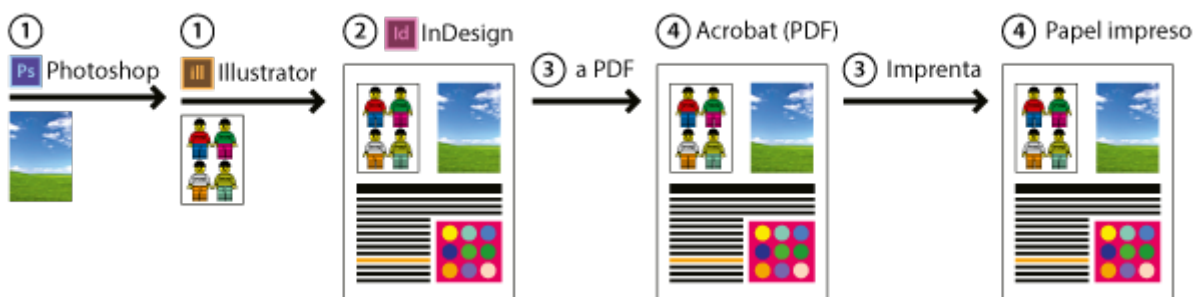 1
Ps Photoshop
1
ill Illustrator
2 Id InDesign
3 a PDF
4 Acrobat (PDF)
3 Imprenta
4 Papel impreso